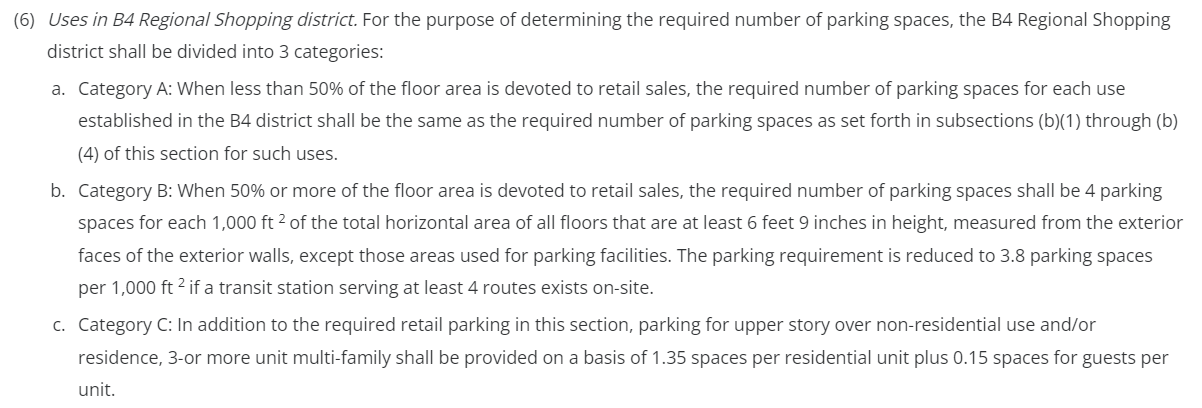 (6) Uses in B4 Regional Shopping district. For the purpose of determining the required number of parking spaces, the B4 Regional Shopping
district shall be divided into 3 categories:
a. Category A: When less than 50% of the floor area is devoted to retail sales, the required number of parking spaces for each use
established in the B4 district shall be the same as the required number of parking spaces as set forth in subsections (b)(1) through (b)
(4) of this section for such uses.
b. Category B: When 50% or more of the floor area is devoted to retail sales, the required number of parking spaces shall be 4 parking
spaces for each 1,000 ft ² of the total horizontal area of all floors that are at least 6 feet 9 inches in height, measured from the exterior
faces of the exterior walls, except those areas used for parking facilities. The parking requirement is reduced to 3.8 parking spaces
per 1,000 ft ² if a transit station serving at least 4 routes exists on-site.
c. Category C: In addition to the required retail parking in this section, parking for upper story over non-residential use and/or
residence, 3-or more unit multi-family shall be provided on a basis of 1.35 spaces per residential unit plus 0.15 spaces for guests per
unit.